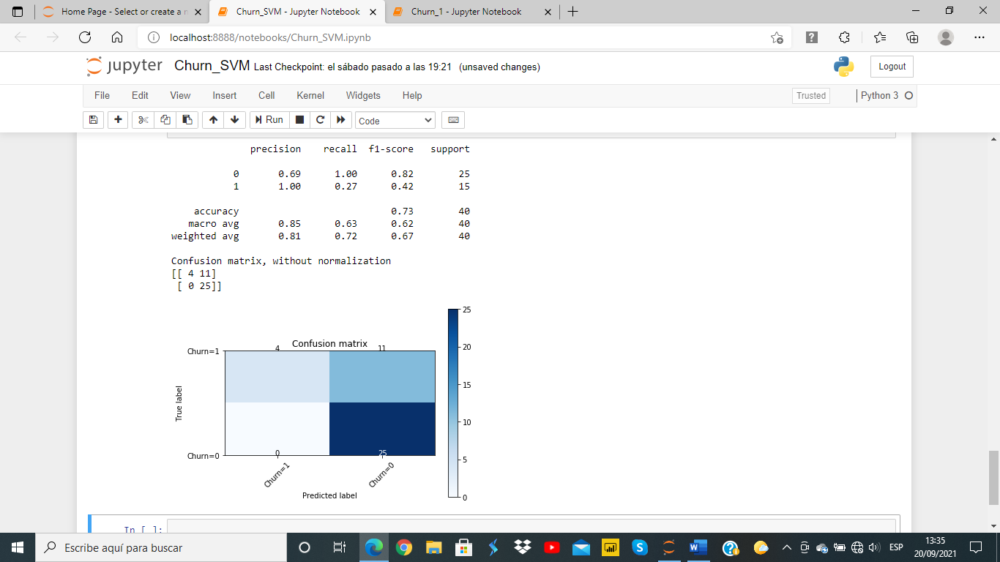 Home Page - Select or create a n
Churn_SVM - Jupyter Notebook
Churn_1 - Jupyter Notebook
localhost:8888/notebooks/Churn_SVM.ipynb
jupyter Churn_SVM Last Checkpoint: el sábado pasado a las 19:21 (unsaved changes)
Logout
File Edit View Insert Cell Kernel Widgets Help
Trusted
Python 3
Run
Code
precision recall f1-score support
0 0.69 1.00 0.82 25
1 1.00 0.27 0.42 15
accuracy 0.73 40
macro avg 0.85 0.63 0.62 40
weighted avg 0.81 0.72 0.67 40
Confusion matrix, without normalization
[[ 4 11]
[ 0 25]]
Confusion matrix
4 11
0 25
Churn=1
Churn=0
True label
Churn=1
Churn=0
Predicted label
25
20
15
10
5
0
In [ ]:
Escribe aquí para buscar
ESP
13:35
20/09/2021